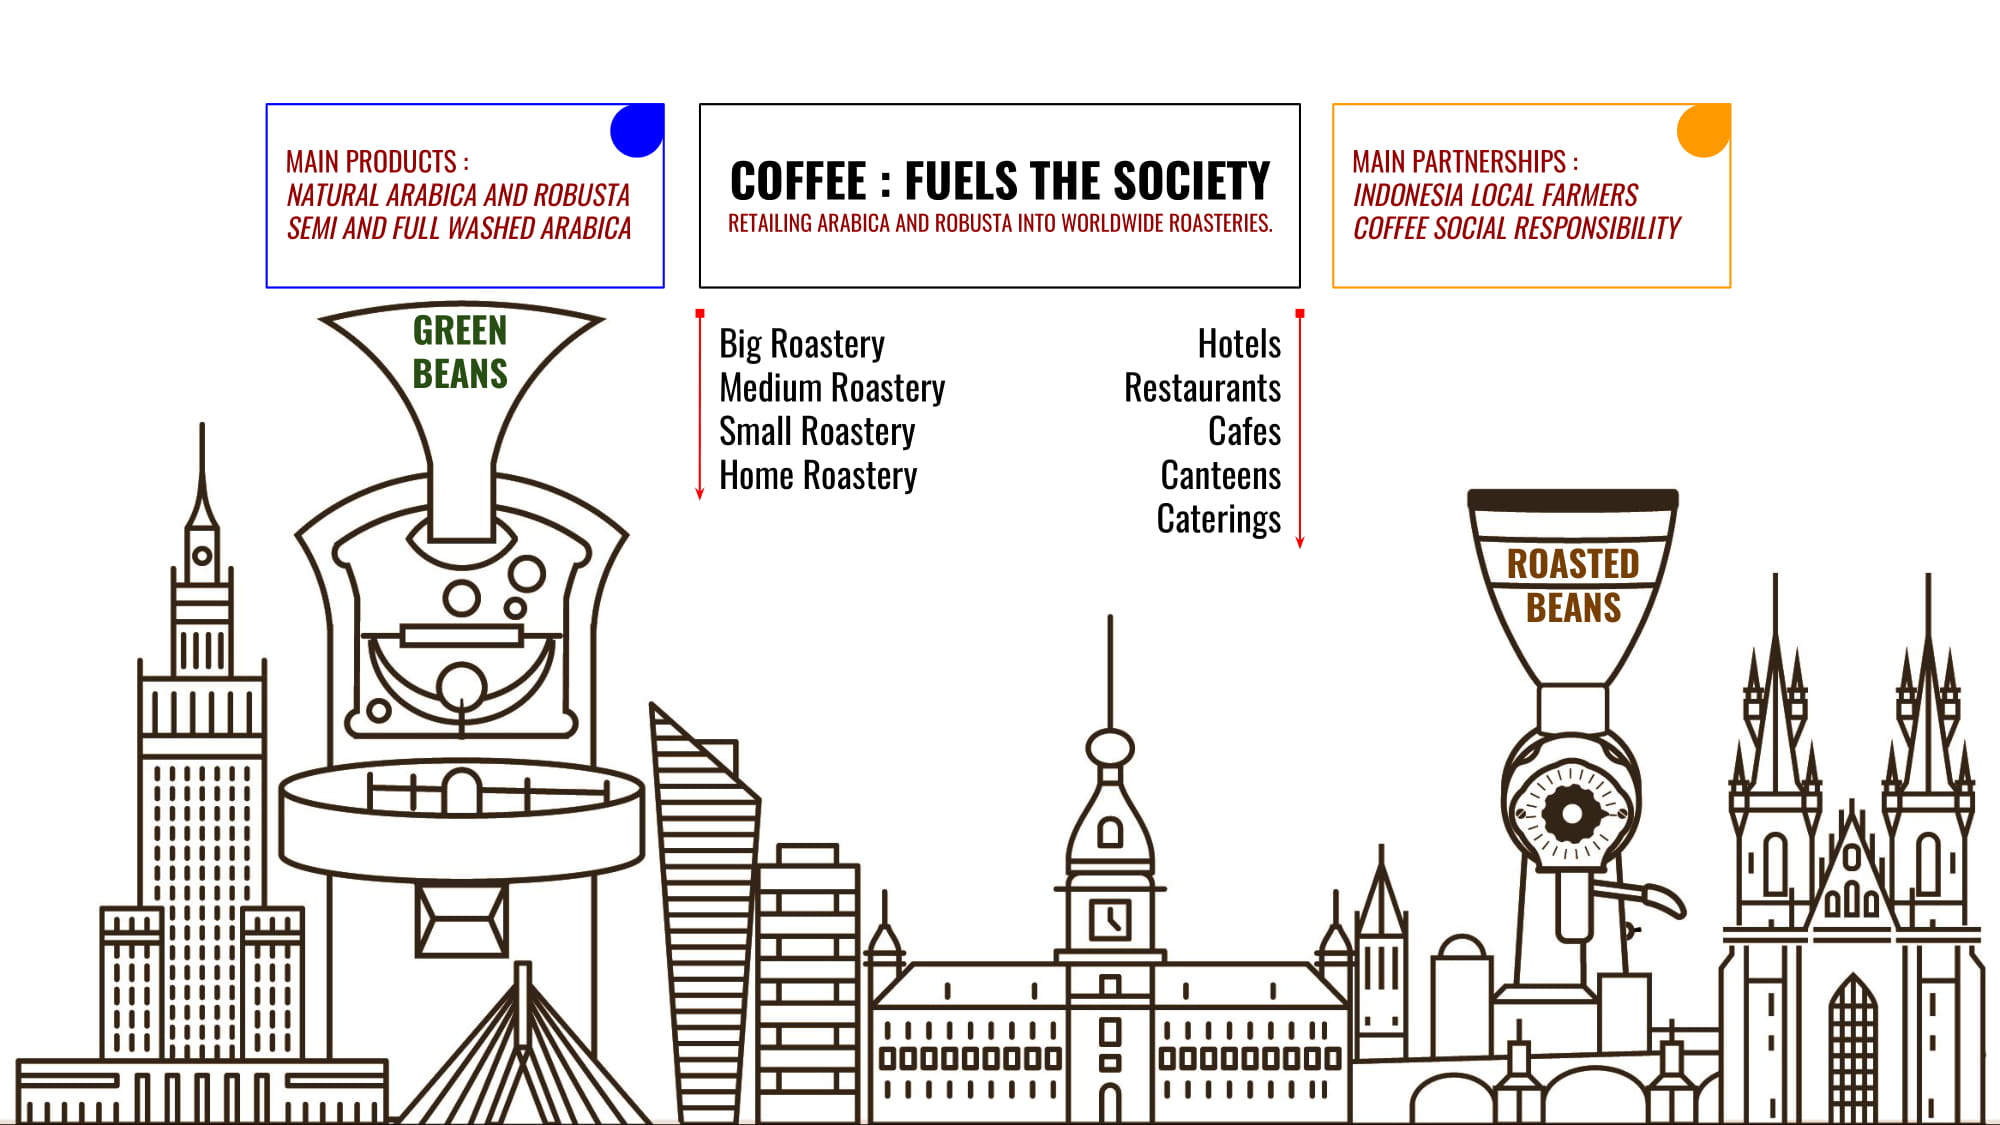 MAIN PRODUCTS :
NATURAL ARABICA AND ROBUSTA
SEMI AND FULL WASHED ARABICA
COFFEE : FUELS THE SOCIETY
RETAILING ARABICA AND ROBUSTA INTO WORLDWIDE ROASTERIES.
MAIN PARTNERSHIPS :
INDONESIA LOCAL FARMERS
COFFEE SOCIAL RESPONSIBILITY
GREEN
BEANS
Big Roastery
Medium Roastery
Small Roastery
Home Roastery
Hotels
Restaurants
Cafes
Canteens
Caterings
ROASTED
BEANS